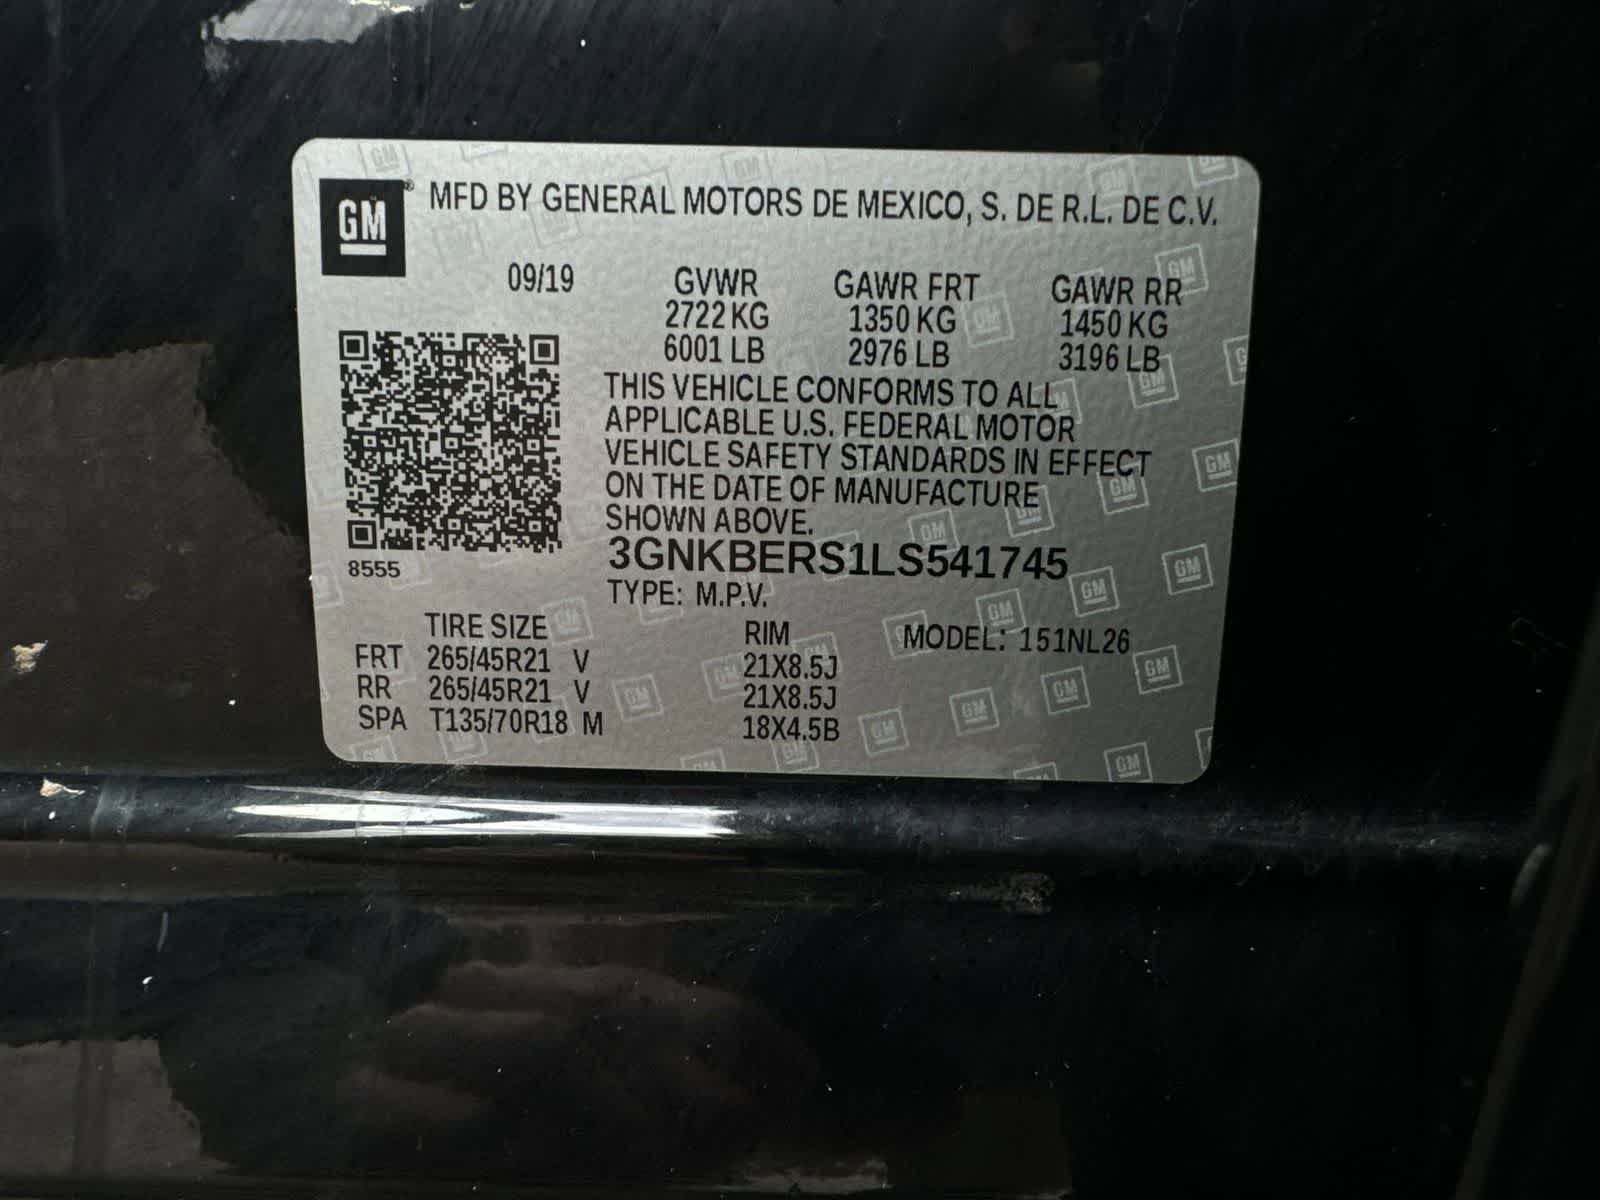 GM
MFD BY GENERAL MOTORS DE MEXICO, S. DE R.L. DE C.V.
09/19 GVWR GAWR FRT GAWR RR
2722 KG 1350 KG 1450 KG
6001 LB 2976 LB 3196 LB
THIS VEHICLE CONFORMS TO ALL
APPLICABLE U.S. FEDERAL MOTOR
VEHICLE SAFETY STANDARDS IN EFFECT
ON THE DATE OF MANUFACTURE
SHOWN ABOVE.
3GNKBERS1LS541745
8555
TYPE: M.P.V.
TIRE SIZE RIM MODEL: 151NL26
FRT 265/45R21 V 21X8.5J
RR 265/45R21 V 21X8.5J
SPA T135/70R18 M 18X4.5B